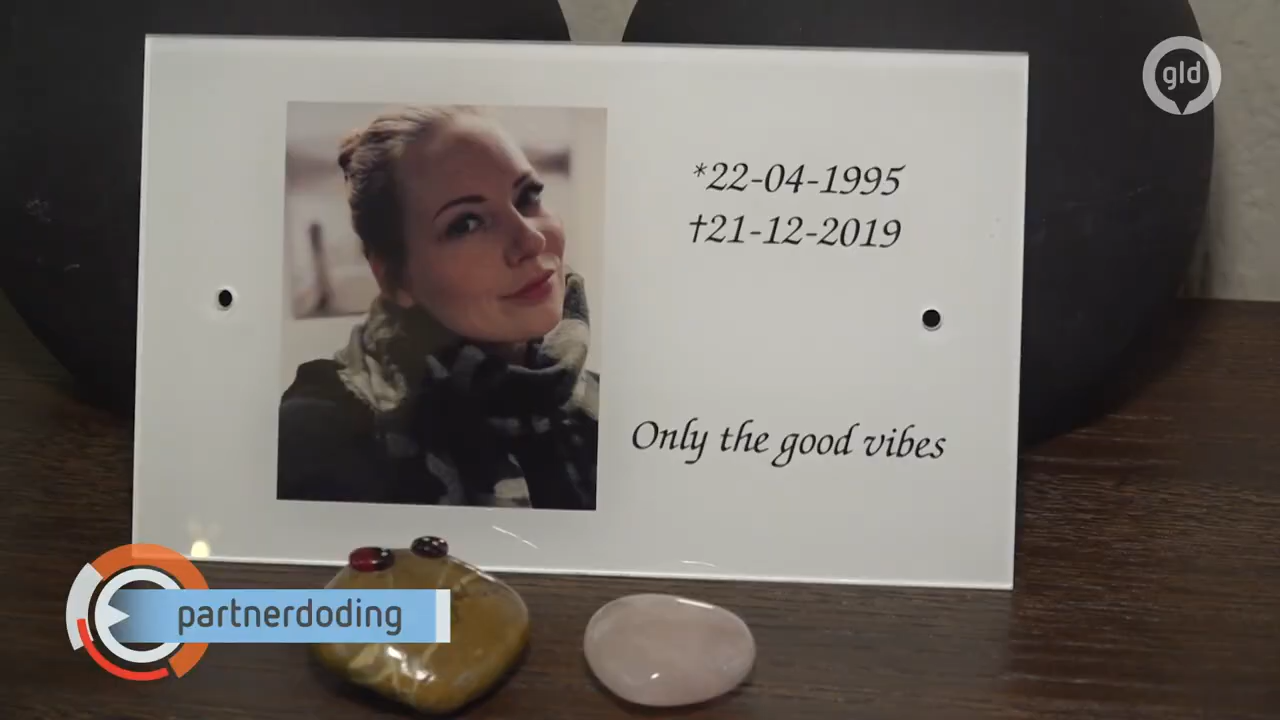 gld
*22-04-1995
†21-12-2019
Only the good vibes
partnerdoding